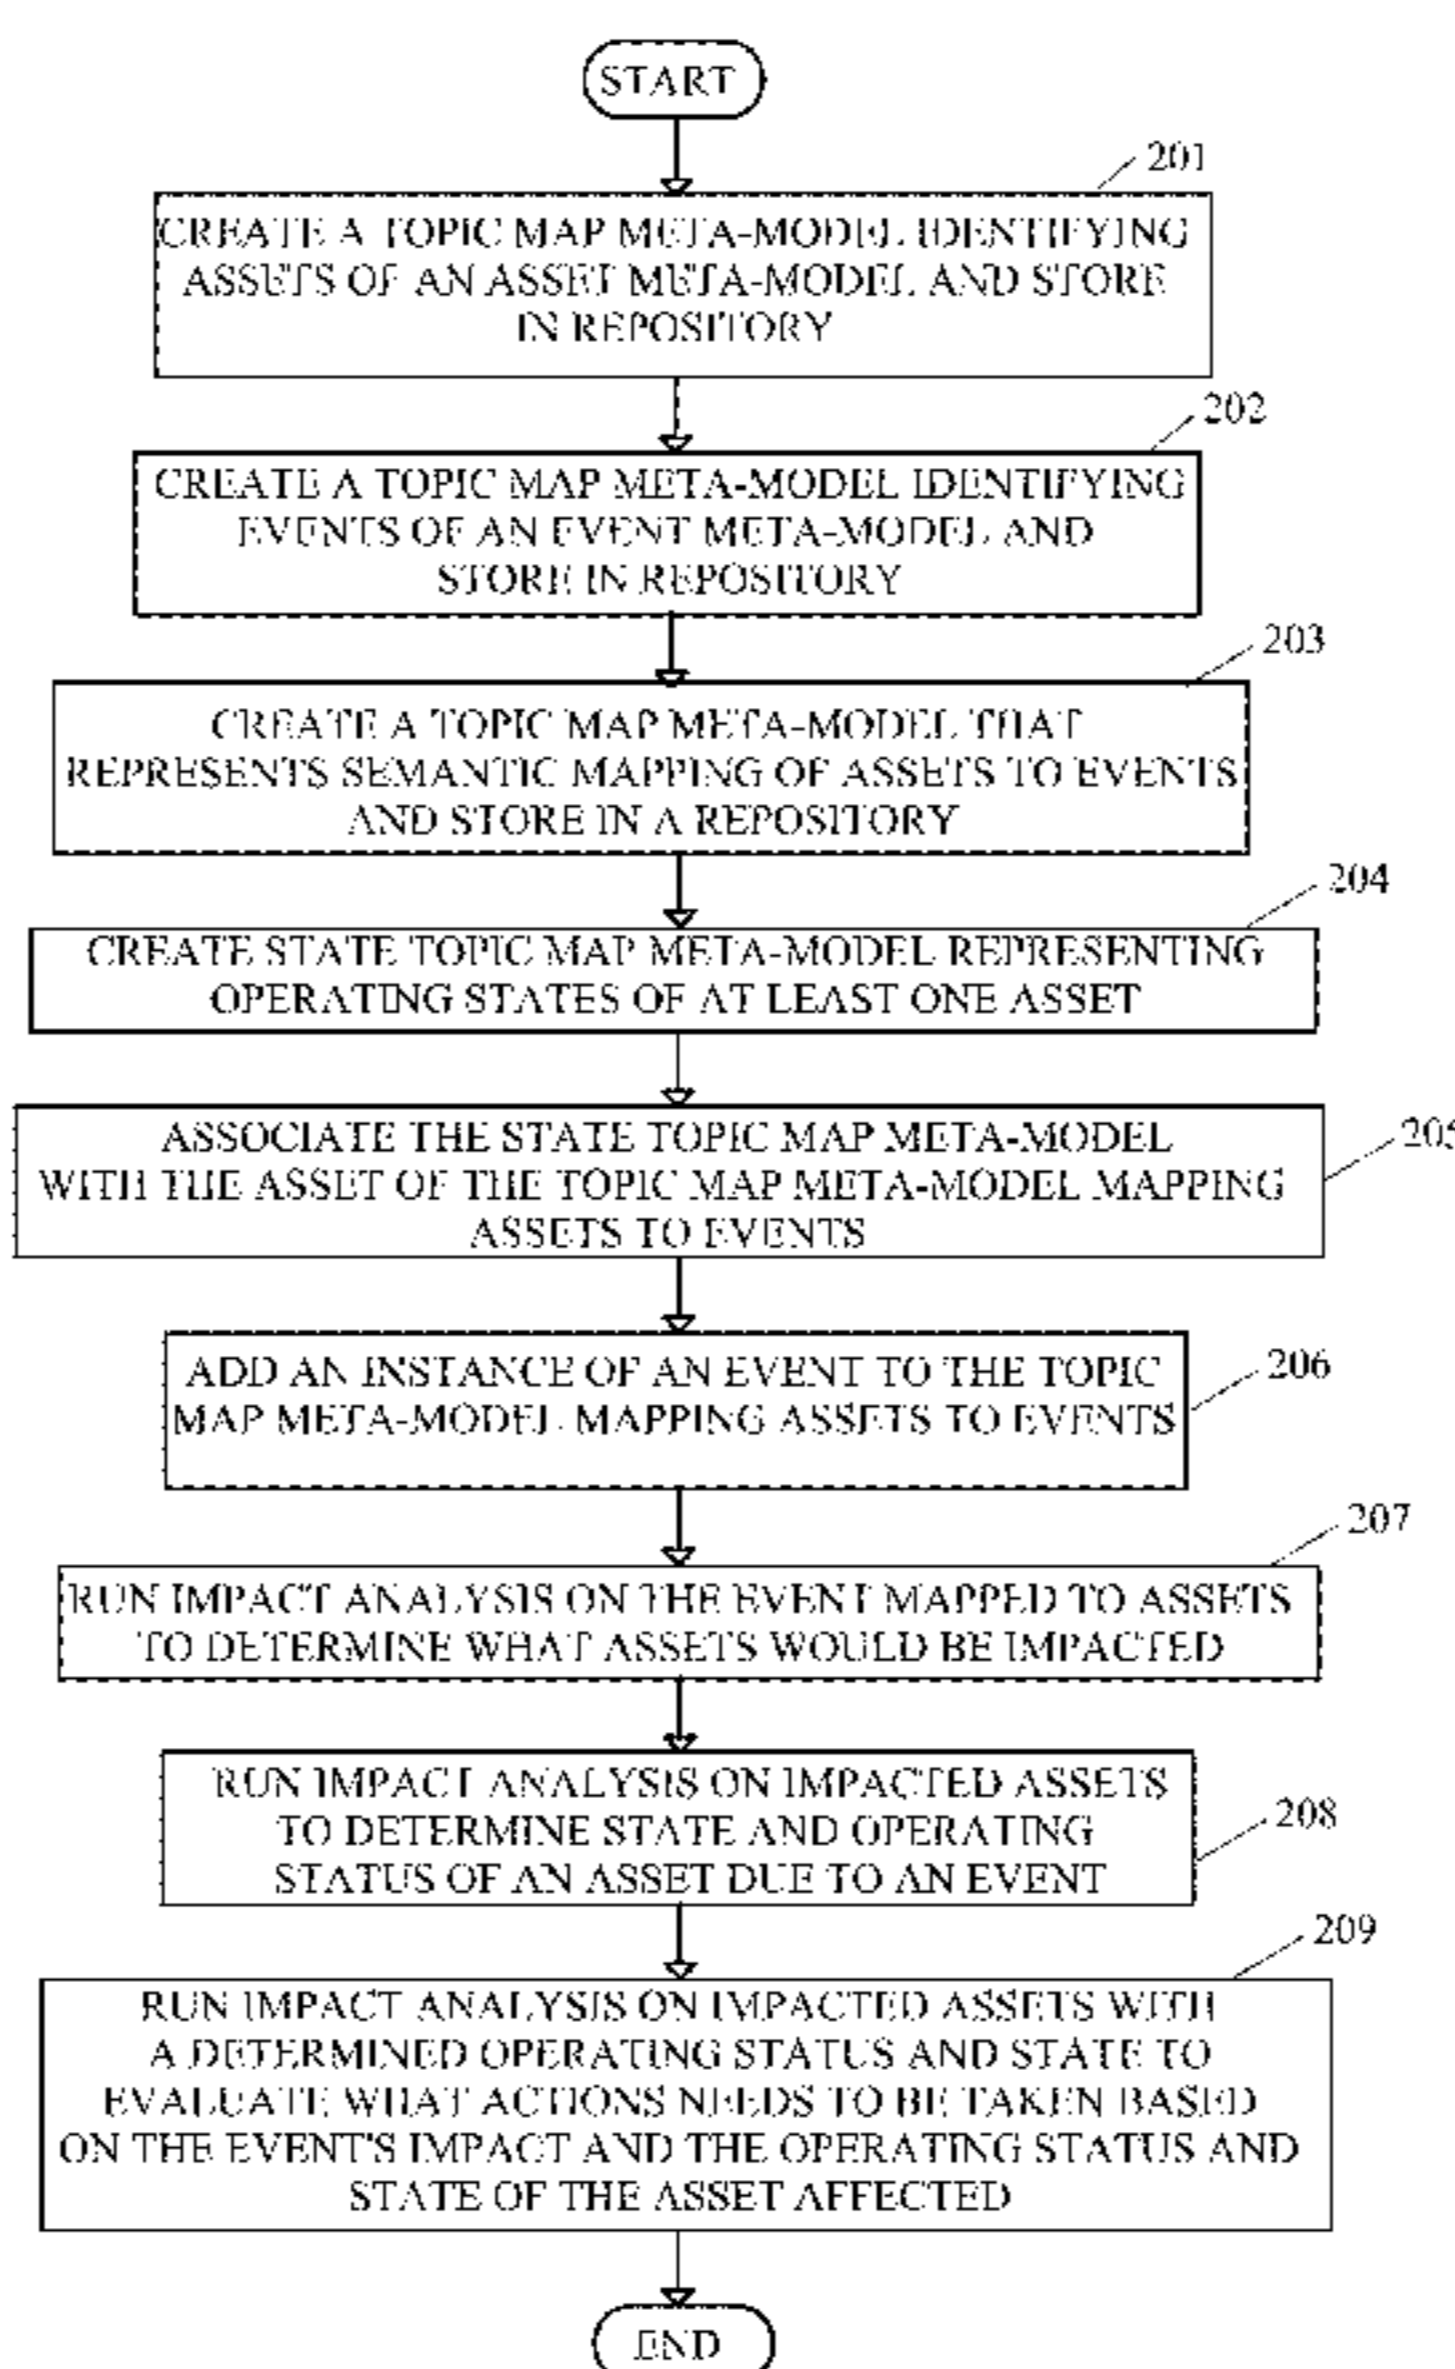 START
201
CREATE A TOPIC MAP META-MODEL IDENTIFYING
ASSETS OF AN ASSET META-MODEL AND STORE
IN REPOSITORY
202
CREATE A TOPIC MAP META-MODEL IDENTIFYING
EVENTS OF AN EVENT META-MODEL AND
STORE IN REPOSITORY
203
CREATE A TOPIC MAP META-MODEL THAT
REPRESENTS SEMANTIC MAPPING OF ASSETS TO EVENTS
AND STORE IN A REPOSITORY
204
CREATE STATE TOPIC MAP META-MODEL REPRESENTING
OPERATING STATES OF AT LEAST ONE ASSET
205
ASSOCIATE THE STATE TOPIC MAP META-MODEL
WITH THE ASSET OF THE TOPIC MAP META-MODEL MAPPING
ASSETS TO EVENTS
206
ADD AN INSTANCE OF AN EVENT TO THE TOPIC
MAP META-MODEL MAPPING ASSETS TO EVENTS
207
RUN IMPACT ANALYSIS ON THE EVENT MAPPED TO ASSETS
TO DETERMINE WHAT ASSETS WOULD BE IMPACTED
208
RUN IMPACT ANALYSIS ON IMPACTED ASSETS
TO DETERMINE STATE AND OPERATING
STATUS OF AN ASSET DUE TO AN EVENT
209
RUN IMPACT ANALYSIS ON IMPACTED ASSETS WITH
A DETERMINED OPERATING STATUS AND STATE TO
EVALUATE WHAT ACTIONS NEEDS TO BE TAKEN BASED
ON THE EVENT'S IMPACT AND THE OPERATING STATUS AND
STATE OF THE ASSET AFFECTED
END